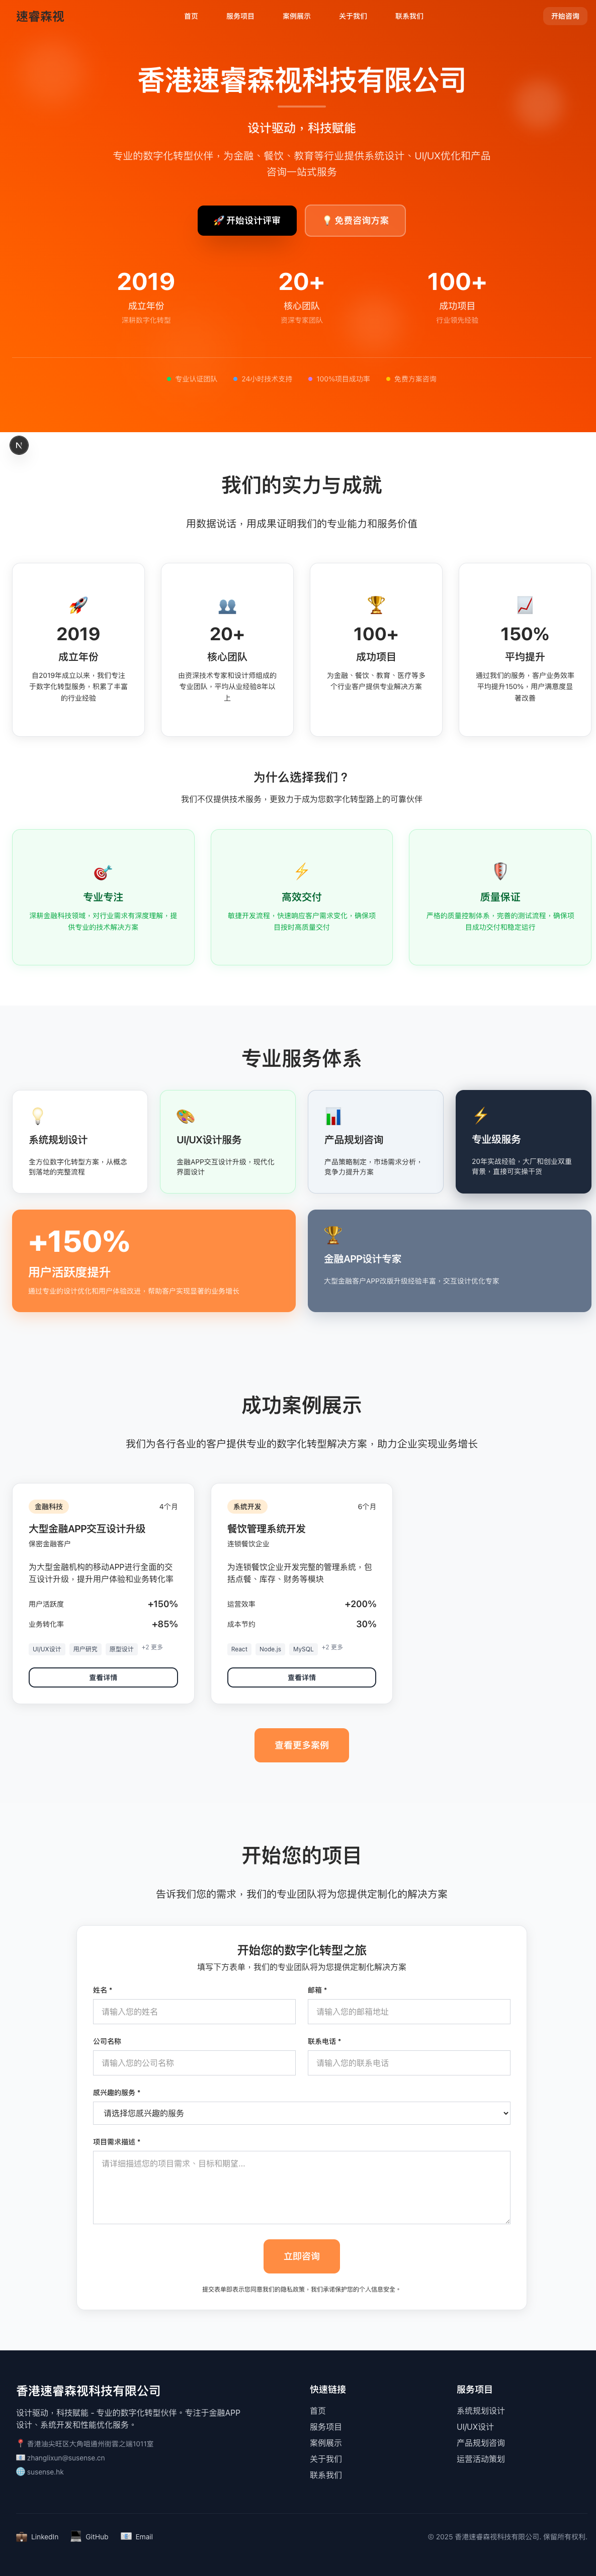 速睿森视
首页 服务项目 案例展示 关于我们 联系我们
开始咨询
香港速睿森视科技有限公司
设计驱动，科技赋能
专业的数字化转型伙伴，为金融、餐饮、教育等行业提供系统设计、UI/UX优化和产品
咨询一站式服务
🚀 开始设计评审
💡 免费咨询方案
2019
成立年份
深耕数字化转型
20+
核心团队
资深专家团队
100+
成功项目
行业领先经验
专业认证团队
24小时技术支持
100%项目成功率
免费方案咨询
N
我们的实力与成就
用数据说话，用成果证明我们的专业能力和服务价值
2019
成立年份
自2019年成立以来，我们专注
于数字化转型服务，积累了丰富
的行业经验
20+
核心团队
由资深技术专家和设计师组成的
专业团队，平均从业经验8年以
上
100+
成功项目
为金融、餐饮、教育、医疗等多
个行业客户提供专业解决方案
150%
平均提升
通过我们的服务，客户业务效率
平均提升150%，用户满意度显
著改善
为什么选择我们？
我们不仅提供技术服务，更致力于成为您数字化转型路上的可靠伙伴
专业专注
深耕金融科技领域，对行业需求有深度理解，提
供专业的技术解决方案
高效交付
敏捷开发流程，快速响应客户需求变化，确保项
目按时高质量交付
质量保证
严格的质量控制体系，完善的测试流程，确保项
目成功交付和稳定运行
专业服务体系
系统规划设计
全方位数字化转型方案，从概念
到落地的完整流程
UI/UX设计服务
金融APP交互设计升级，现代化
界面设计
产品规划咨询
产品策略制定，市场需求分析，
竞争力提升方案
专业级服务
20年实战经验，大厂和创业双重
背景，直接可实操干货
+150%
用户活跃度提升
通过专业的设计优化和用户体验改进，帮助客户实现显著的业务增长
金融APP设计专家
大型金融客户APP改版升级经验丰富，交互设计优化专家
成功案例展示
我们为各行各业的客户提供专业的数字化转型解决方案，助力企业实现业务增长
金融科技
4个月
大型金融APP交互设计升级
保密金融客户
为大型金融机构的移动APP进行全面的交
互设计升级，提升用户体验和业务转化率
用户活跃度 +150%
业务转化率 +85%
UI/UX设计 用户研究 原型设计 +2 更多
查看详情
系统开发
6个月
餐饮管理系统开发
连锁餐饮企业
为连锁餐饮企业开发完整的管理系统，包
括点餐、库存、财务等模块
运营效率 +200%
成本节约 30%
React Node.js MySQL +2 更多
查看详情
查看更多案例
开始您的项目
告诉我们您的需求，我们的专业团队将为您提供定制化的解决方案
开始您的数字化转型之旅
填写下方表单，我们的专业团队将为您提供定制化解决方案
姓名 *
请输入您的姓名
邮箱 *
请输入您的邮箱地址
公司名称
请输入您的公司名称
联系电话 *
请输入您的联系电话
感兴趣的服务 *
请选择您感兴趣的服务
项目需求描述 *
请详细描述您的项目需求、目标和期望...
立即咨询
提交表单即表示您同意我们的隐私政策，我们承诺保护您的个人信息安全。
香港速睿森视科技有限公司
设计驱动，科技赋能 - 专业的数字化转型伙伴。专注于金融APP
设计、系统开发和性能优化服务。
📍 香港油尖旺区大角咀通州街寰之端1011室
📧 zhanglixun@susense.cn
🌐 susense.hk
快速链接
首页
服务项目
案例展示
关于我们
联系我们
服务项目
系统规划设计
UI/UX设计
产品规划咨询
运营活动策划
💼 LinkedIn
💻 GitHub
📧 Email
© 2025 香港速睿森视科技有限公司. 保留所有权利.